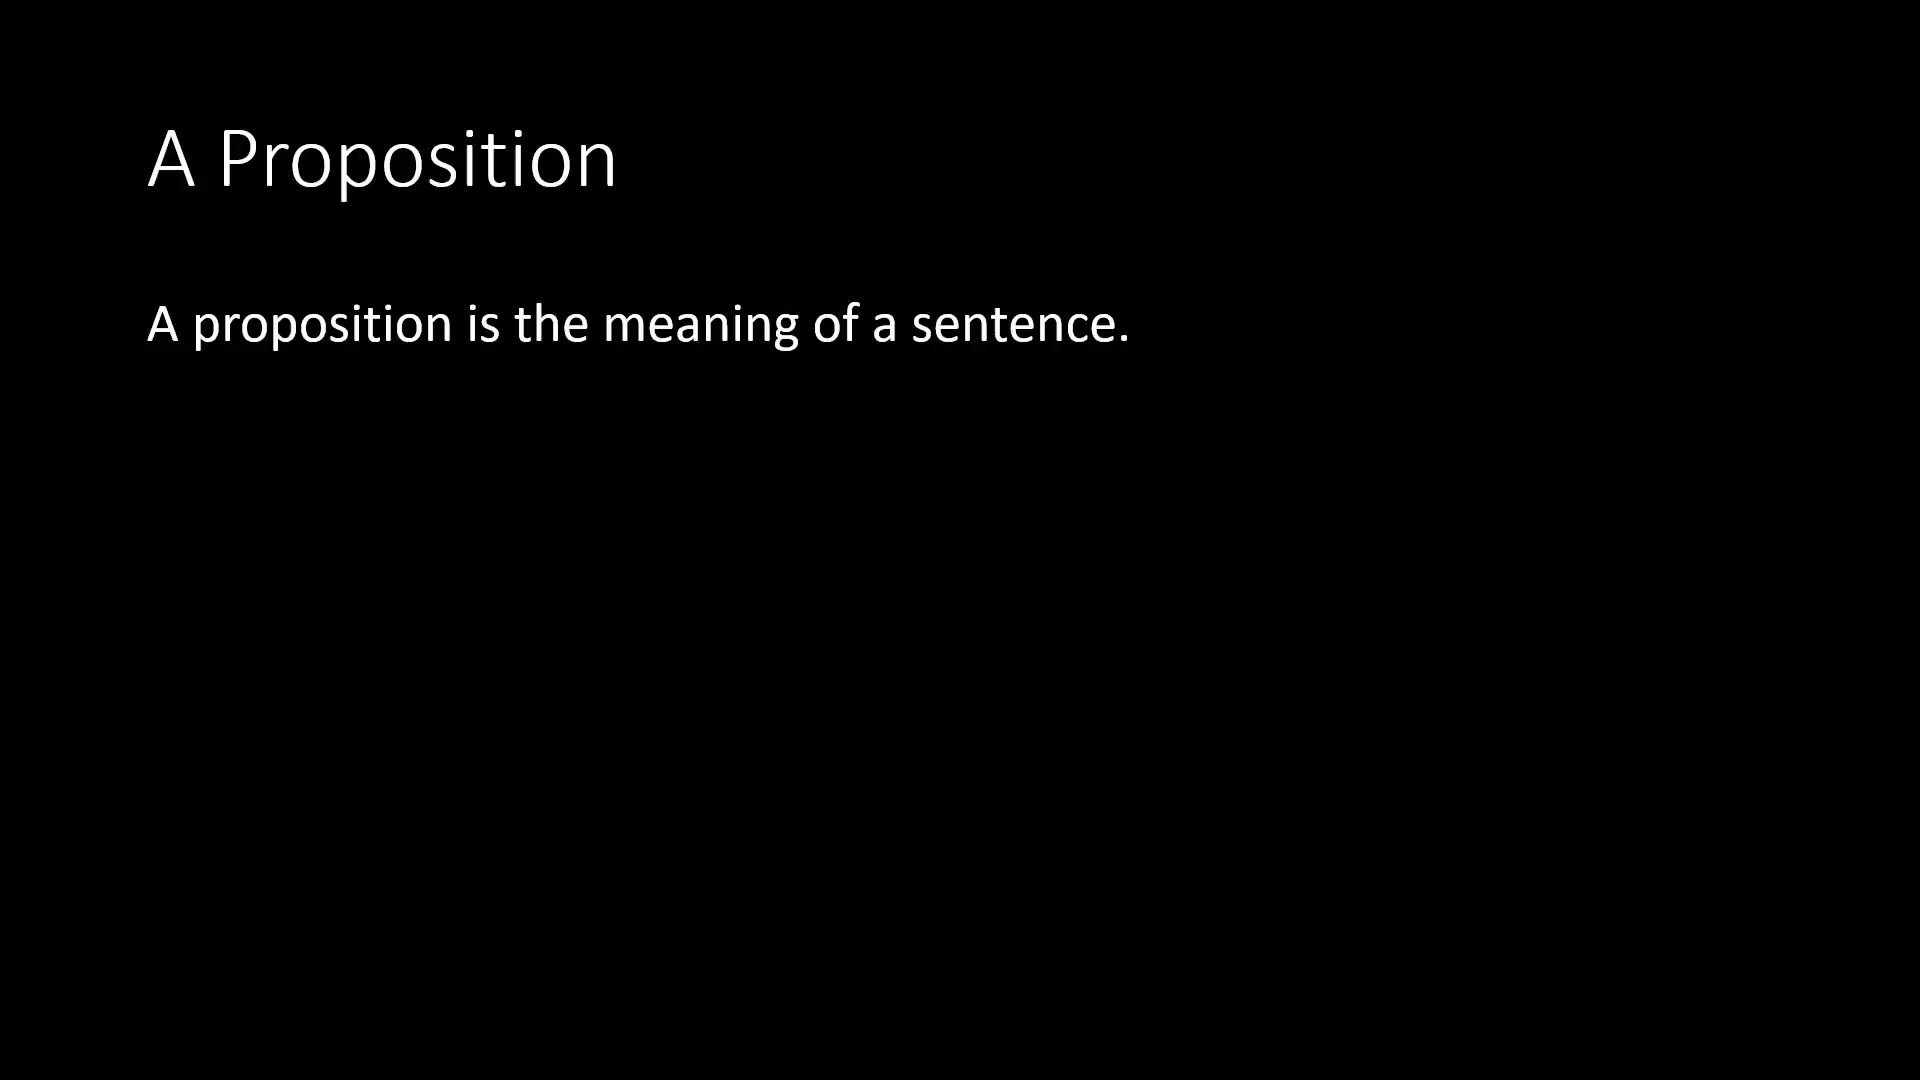 A Proposition
A proposition is the meaning of a sentence.